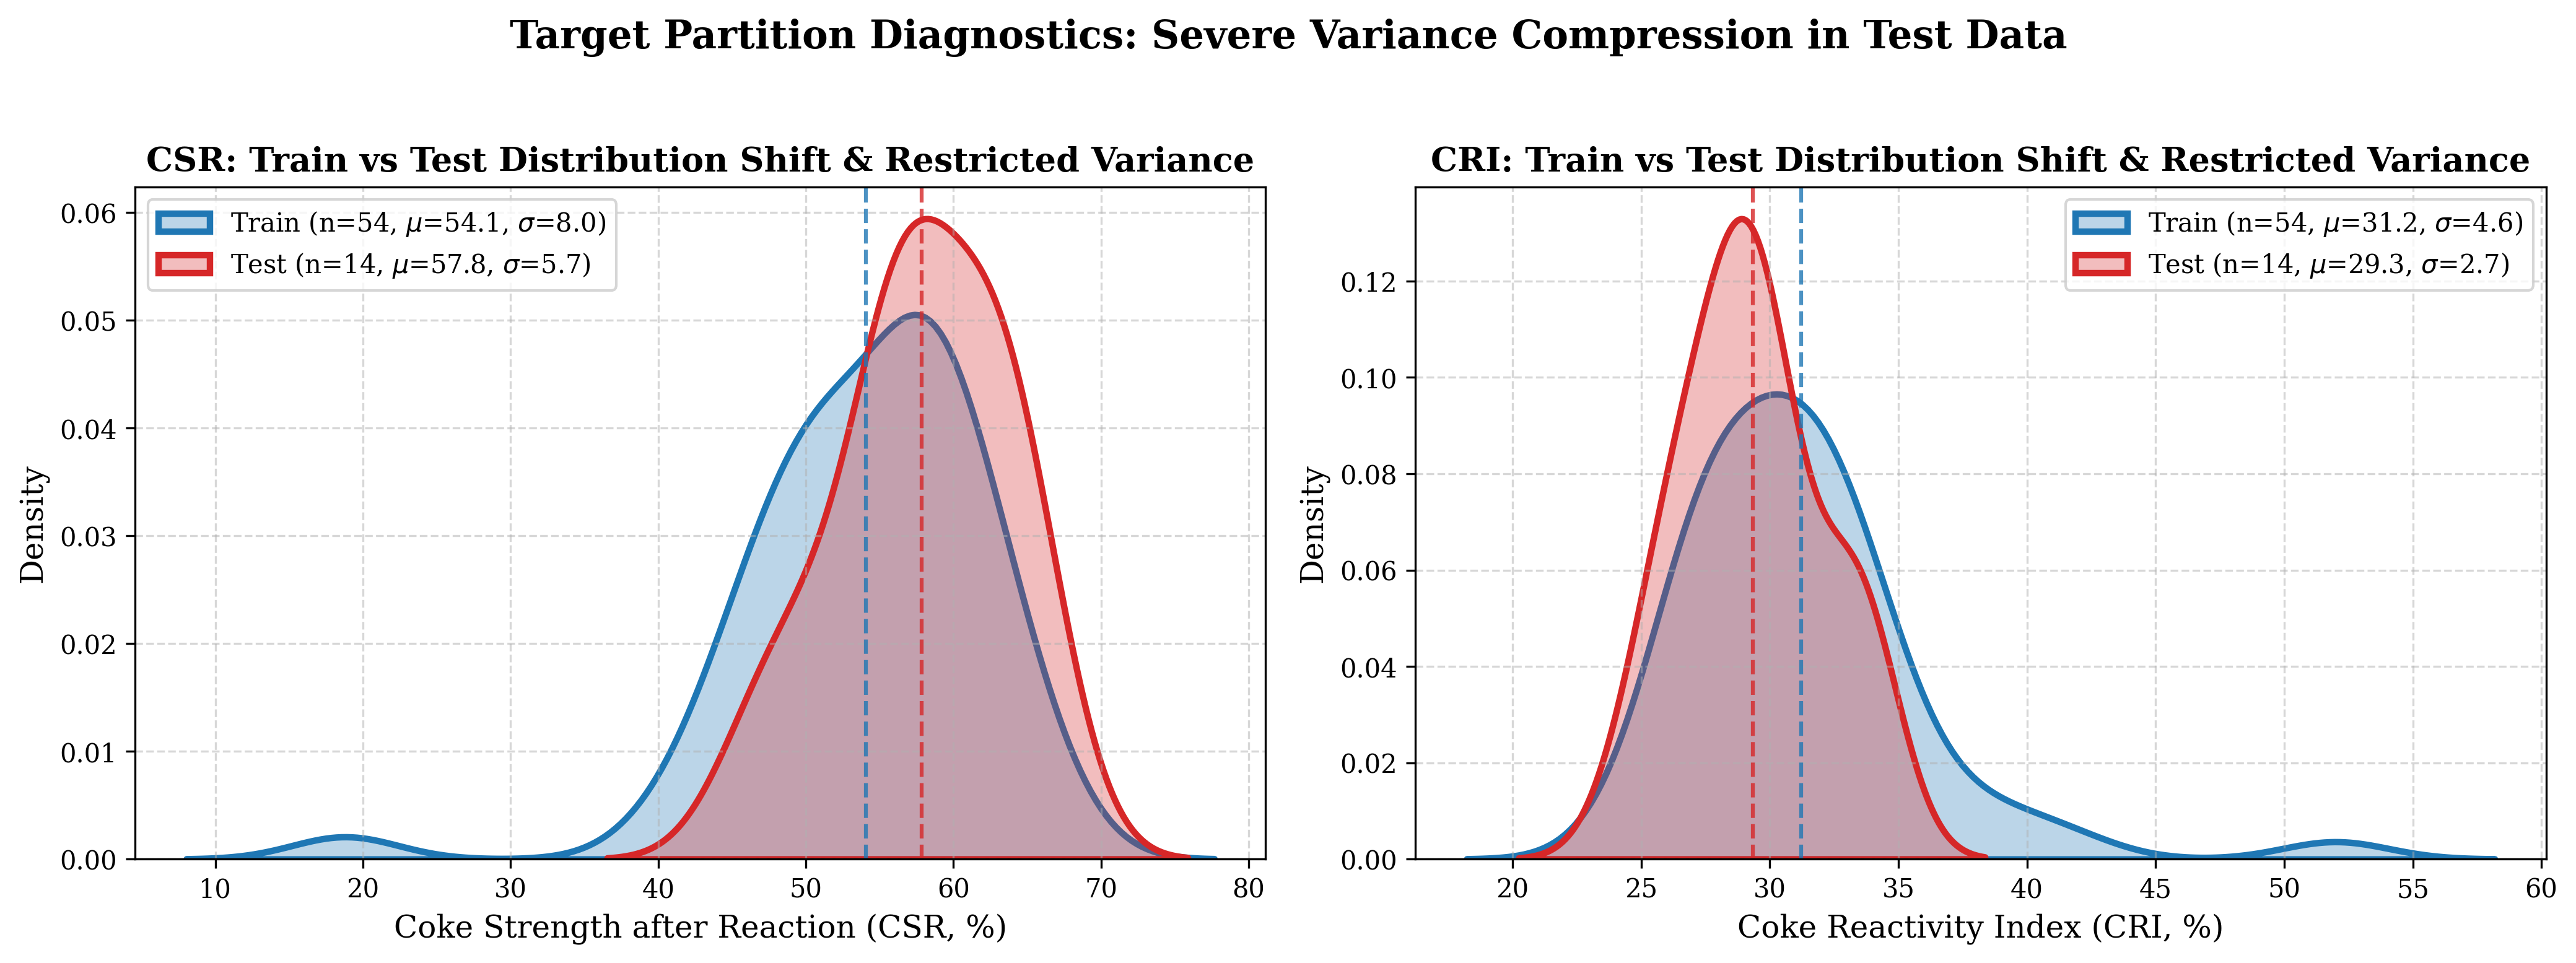 Target Partition Diagnostics: Severe Variance Compression in Test Data
CSR: Train vs Test Distribution Shift & Restricted Variance
Train (n=54, μ=54.1, σ=8.0)
Test (n=14, μ=57.8, σ=5.7)
Density
0.06
0.05
0.04
0.03
0.02
0.01
0.00
10 20 30 40 50 60 70 80
Coke Strength after Reaction (CSR, %)
CRI: Train vs Test Distribution Shift & Restricted Variance
Train (n=54, μ=31.2, σ=4.6)
Test (n=14, μ=29.3, σ=2.7)
Density
0.12
0.10
0.08
0.06
0.04
0.02
0.00
20 25 30 35 40 45 50 55 60
Coke Reactivity Index (CRI, %)